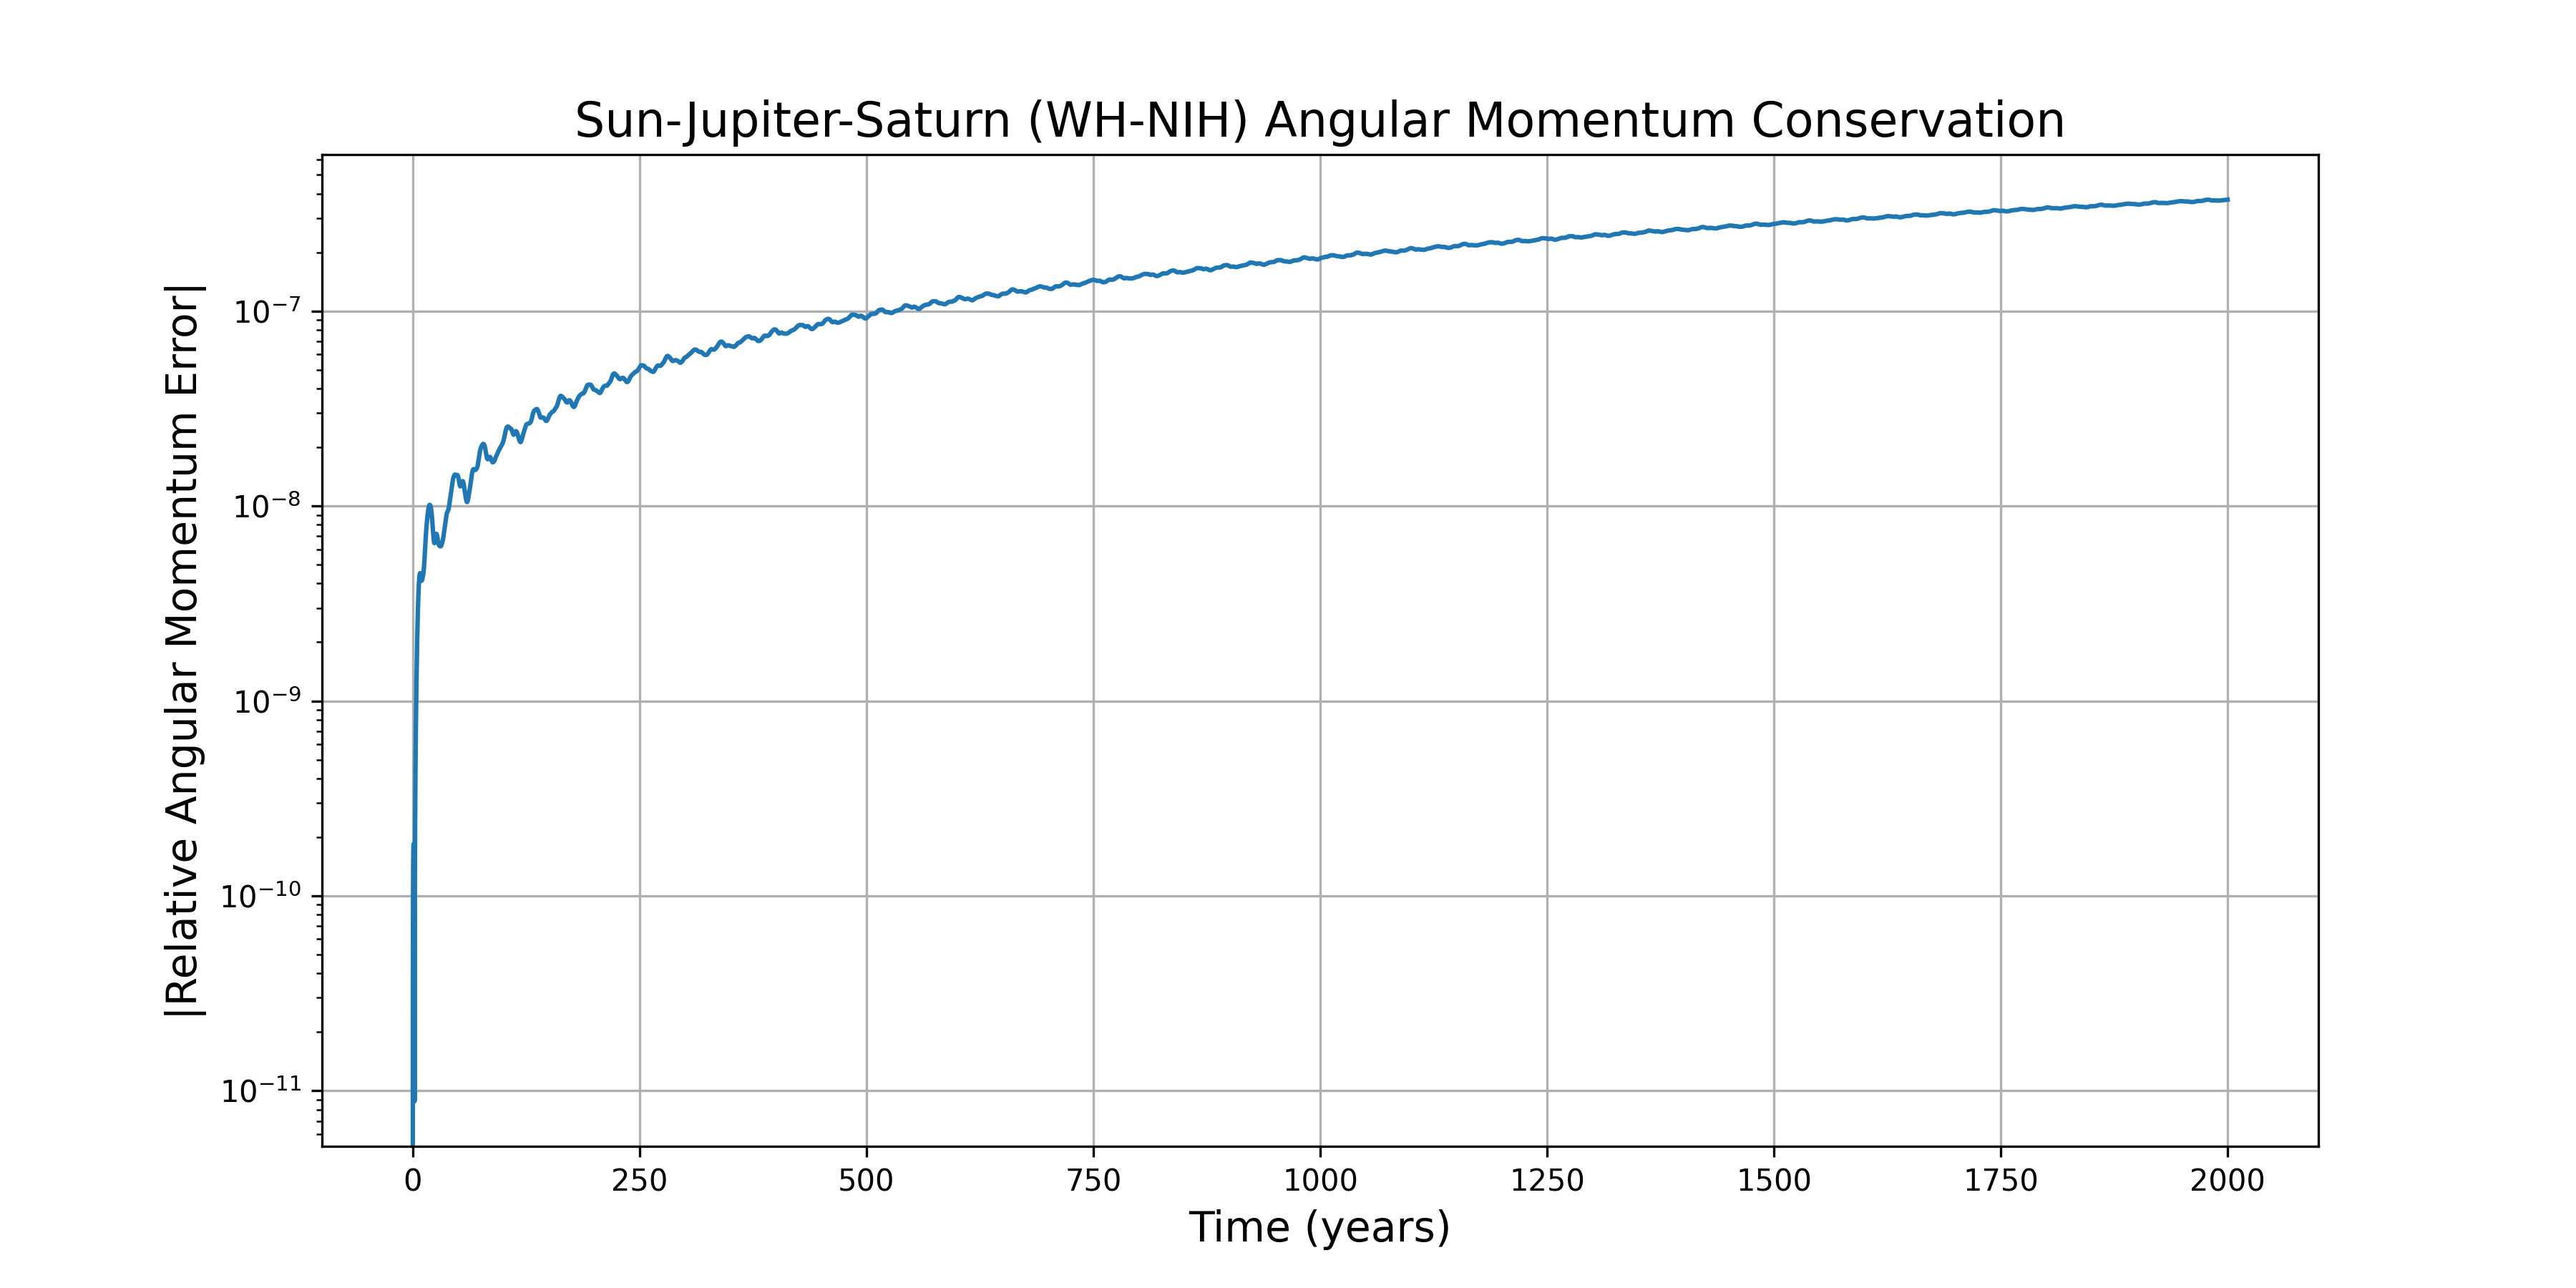 Sun-Jupiter-Saturn (WH-NIH) Angular Momentum Conservation
|Relative Angular Momentum Error|
10⁻⁷
10⁻⁸
10⁻⁹
10⁻¹⁰
10⁻¹¹
0 250 500 750 1000 1250 1500 1750 2000
Time (years)